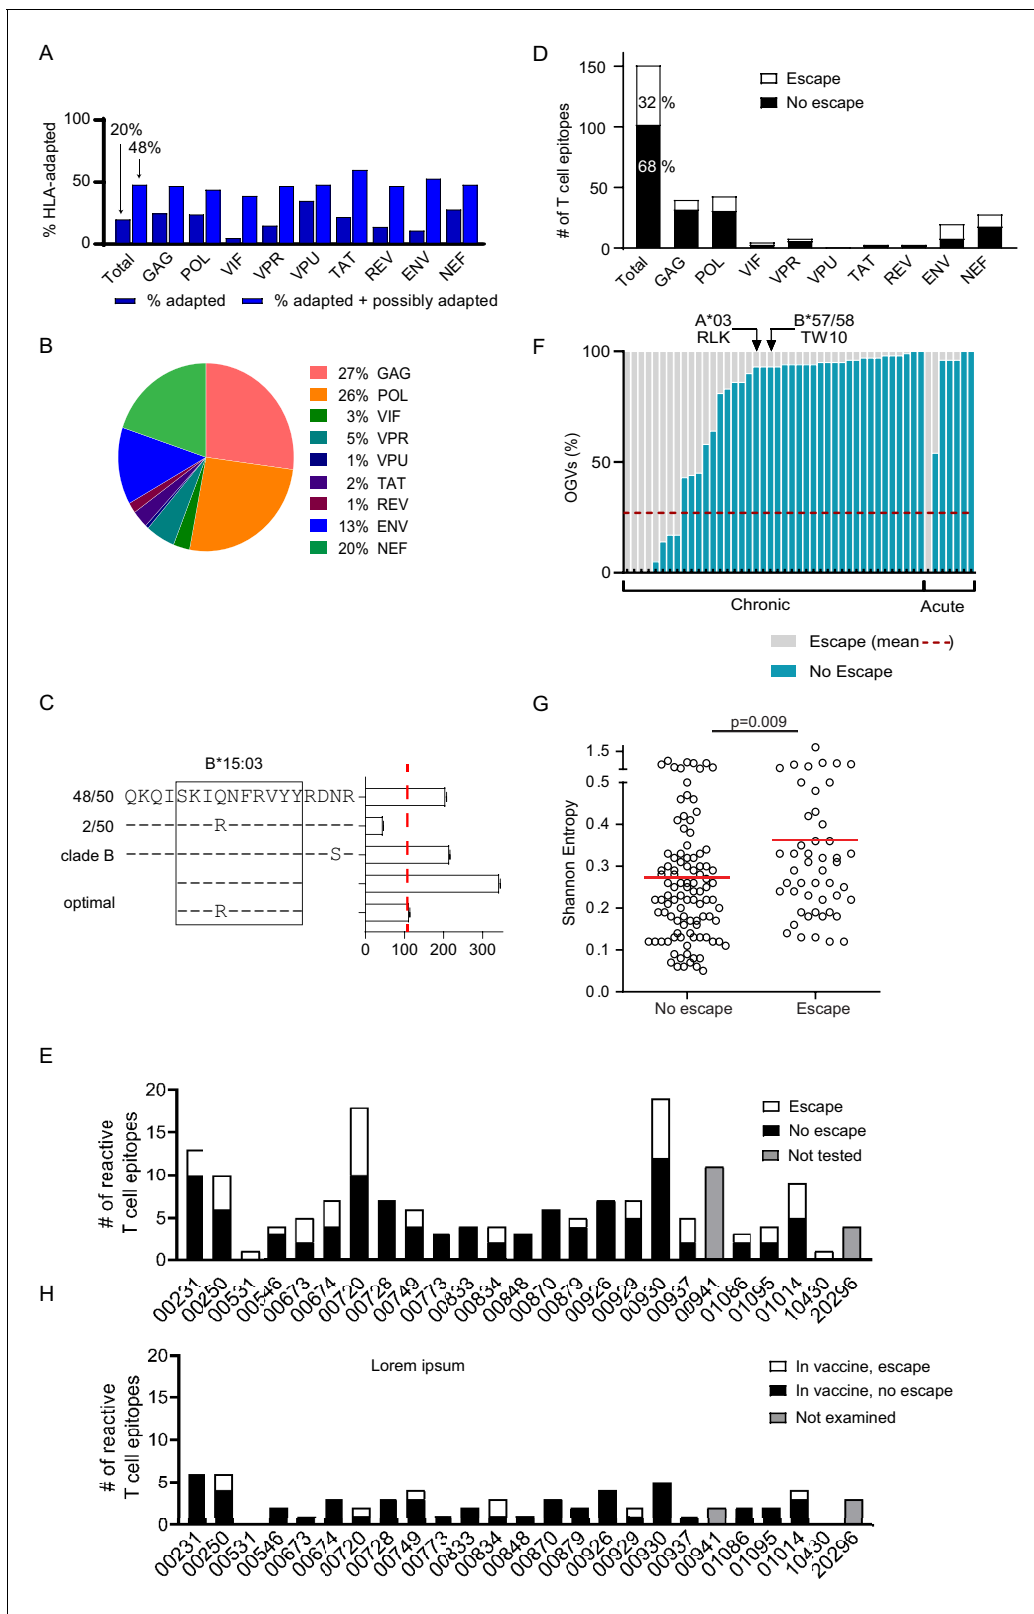 A
% HLA-adapted
100
50
0
20%
48%
Total
GAG
POL
VIF
VPR
VPU
TAT
REV
ENV
NEF
% adapted
% adapted + possibly adapted
D
# of T cell epitopes
150
100
50
0
32 %
68 %
Escape
No escape
Total
GAG
POL
VIF
VPR
VPU
TAT
REV
ENV
NEF
B
27% GAG
26% POL
3% VIF
5% VPR
1% VPU
2% TAT
1% REV
13% ENV
20% NEF
F
A*03
RLK
B*57/58
TW10
OGVs (%)
100
50
0
Chronic
Acute
Escape (mean ---)
No Escape
C
B*15:03
48/50 QKQISKIQNFRVYYRDNR
2/50 -------R----------
clade B ----------------S-
optimal ----------
---R------
0
100
200
300
G
p=0.009
Shannon Entropy
1.5
0.5
0.4
0.3
0.2
0.1
0.0
No escape
Escape
E
# of reactive
T cell epitopes
20
15
10
5
0
Escape
No escape
Not tested
00231
00250
00531
00546
00673
00674
00720
00728
00749
00773
00833
00834
00848
00870
00879
00926
00929
00930
00937
00941
01086
01095
01014
10430
20296
H
Lorem ipsum
# of reactive
T cell epitopes
20
15
10
5
0
In vaccine, escape
In vaccine, no escape
Not examined
00231
00250
00531
00546
00673
00674
00720
00728
00749
00773
00833
00834
00848
00870
00879
00926
00929
00930
00937
00941
01086
01095
01014
10430
20296